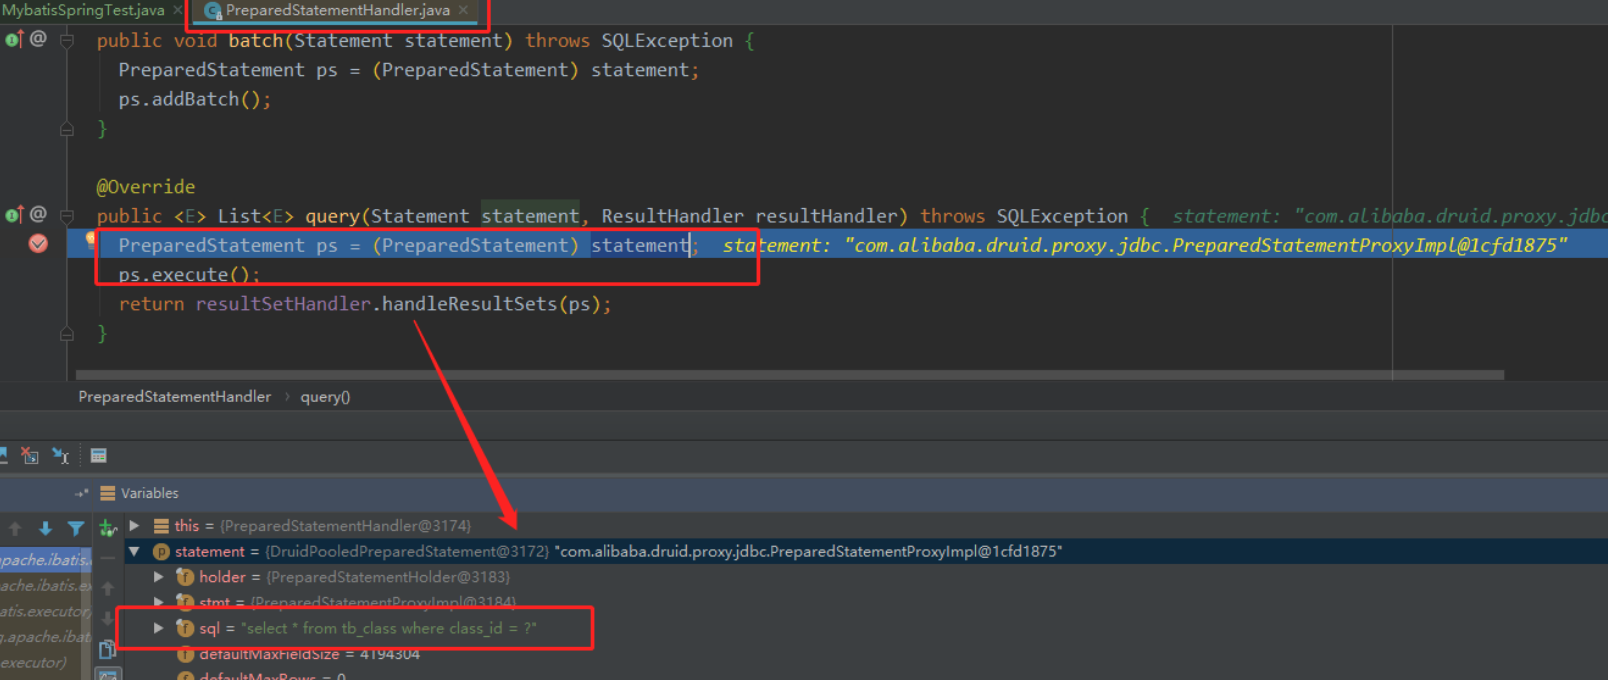 MybatisSpringTest.java × PreparedStatementHandler.java ×
public void batch(Statement statement) throws SQLException {
PreparedStatement ps = (PreparedStatement) statement;
ps.addBatch();
}
@Override
public <E> List<E> query(Statement statement, ResultHandler resultHandler) throws SQLException { statement: "com.alibaba.druid.proxy.jdbc
PreparedStatement ps = (PreparedStatement) statement; statement: "com.alibaba.druid.proxy.jdbc.PreparedStatementProxyImpl@1cfd1875"
ps.execute();
return resultSetHandler.handleResultSets(ps);
}
PreparedStatementHandler › query()
Variables
this = {PreparedStatementHandler@3174}
statement = {DruidPooledPreparedStatement@3172} "com.alibaba.druid.proxy.jdbc.PreparedStatementProxyImpl@1cfd1875"
holder = {PreparedStatementHolder@3183}
stmt = {PreparedStatementProxyImpl@3184}
sql = "select * from tb_class where class_id = ?"
defaultMaxFieldSize = 4194304
defaultMaxRows = 0
pache.ibatis.
ache.ibatis.ex
atis.executor)
g.apache.ibat
.executor)